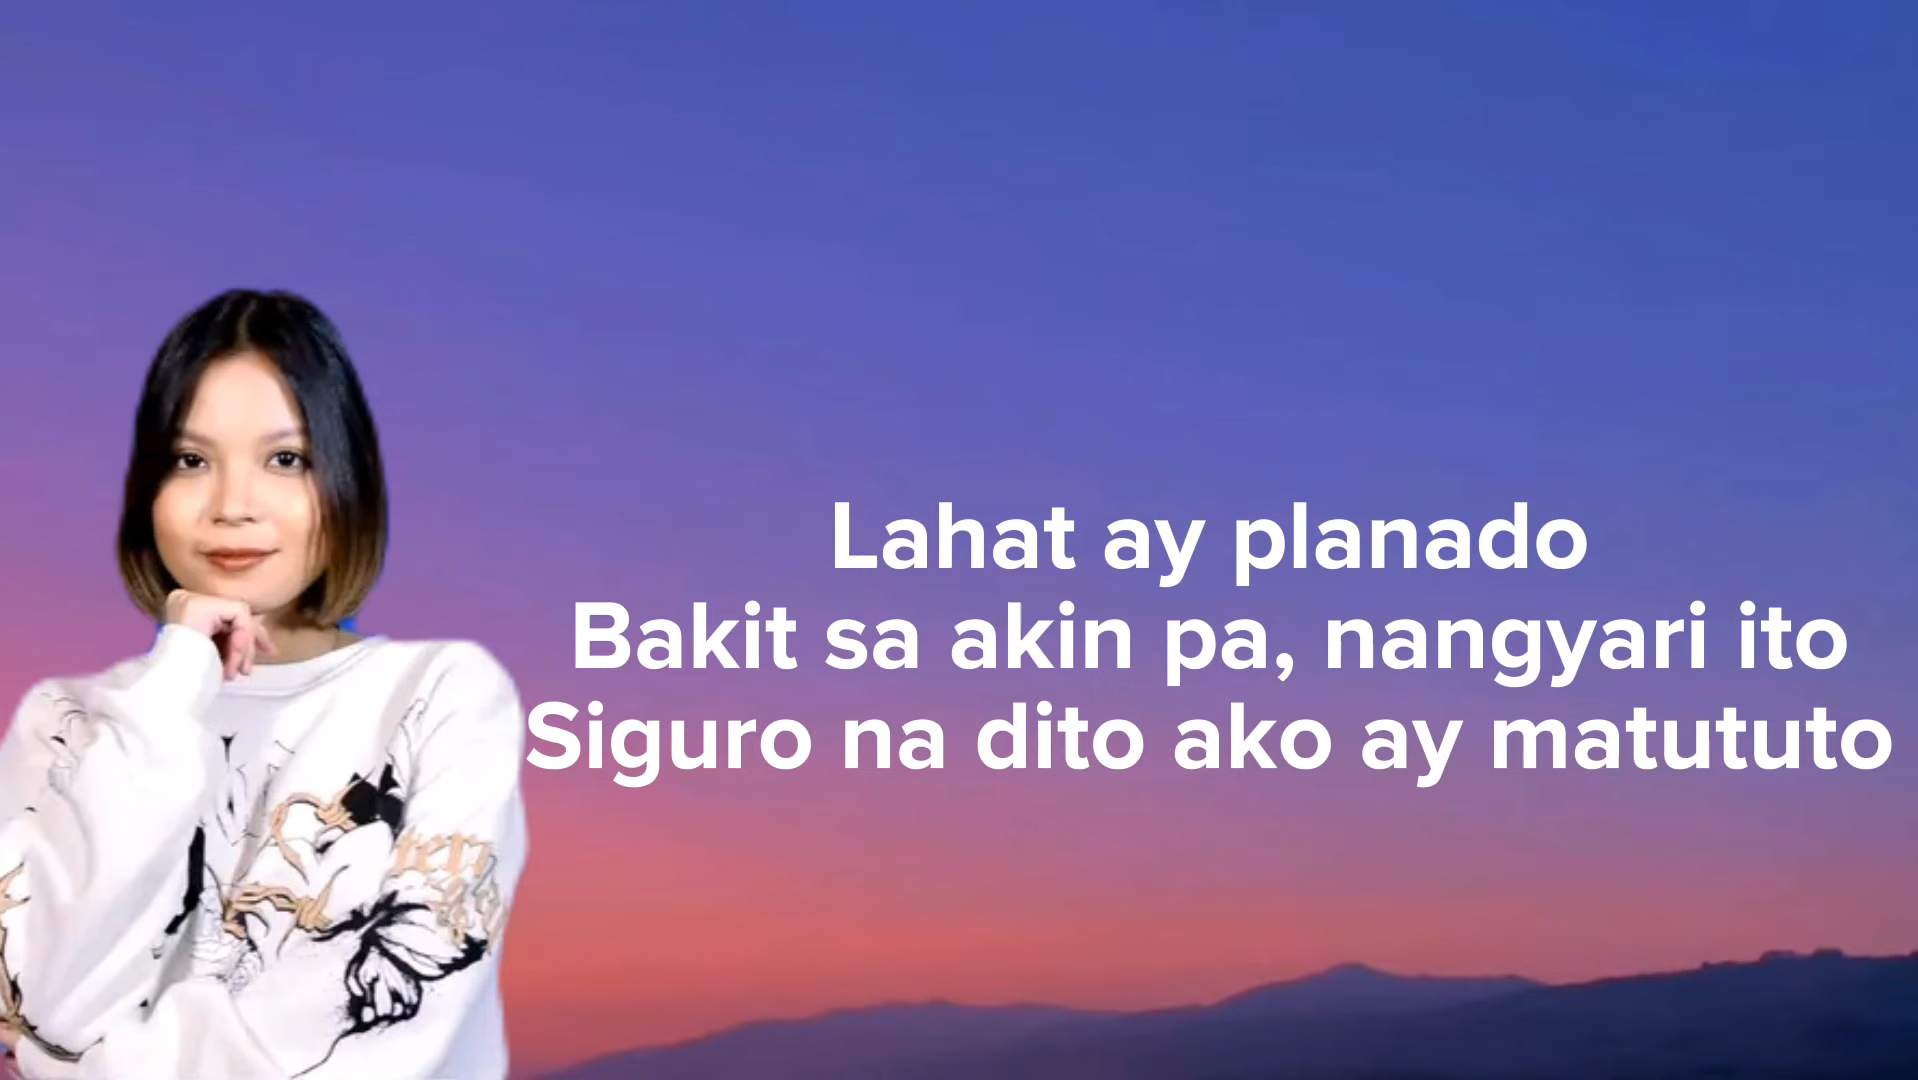 Lahat ay planado
Bakit sa akin pa, nangyari ito
Siguro na dito ako ay matututo